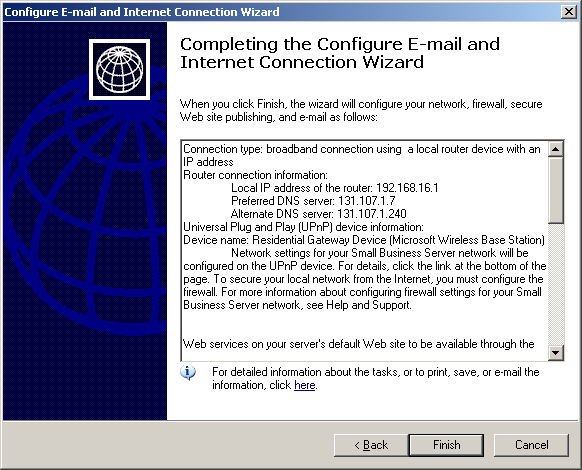 Configure E-mail and Internet Connection Wizard
Completing the Configure E-mail and
Internet Connection Wizard
When you click Finish, the wizard will configure your network, firewall, secure
Web site publishing, and e-mail as follows:
Connection type: broadband connection using  a local router device with an
IP address
Router connection information:
Local IP address of the router: 192.168.16.1
Preferred DNS server: 131.107.1.7
Alternate DNS server: 131.107.1.240
Universal Plug and Play (UPnP) device information:
Device name: Residential Gateway Device (Microsoft Wireless Base Station)
Network settings for your Small Business Server network will be
configured on the UPnP device. For details, click the link at the bottom of the
page. To secure your local network from the Internet, you must configure the
firewall. For more information about configuring firewall settings for your Small
Business Server network, see Help and Support.
Web services on your server's default Web site to be available through the
For detailed information about the tasks, or to print, save, or e-mail the
information, click here.
< Back
Finish
Cancel